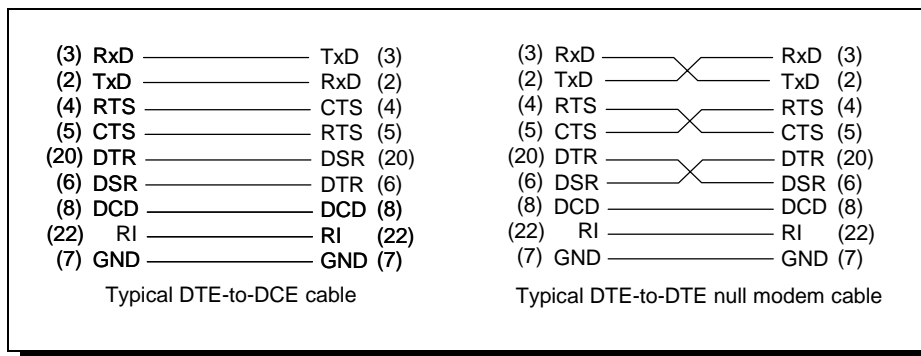 (3) RxD TxD (3) (3) RxD RxD (3)
(2) TxD RxD (2) (2) TxD TxD (2)
(4) RTS CTS (4) (4) RTS RTS (4)
(5) CTS RTS (5) (5) CTS CTS (5)
(20) DTR DSR (20) (20) DTR DTR (20)
(6) DSR DTR (6) (6) DSR DSR (6)
(8) DCD DCD (8) (8) DCD DCD (8)
(22) RI RI (22) (22) RI RI (22)
(7) GND GND (7) (7) GND GND (7)
Typical DTE-to-DCE cable Typical DTE-to-DTE null modem cable